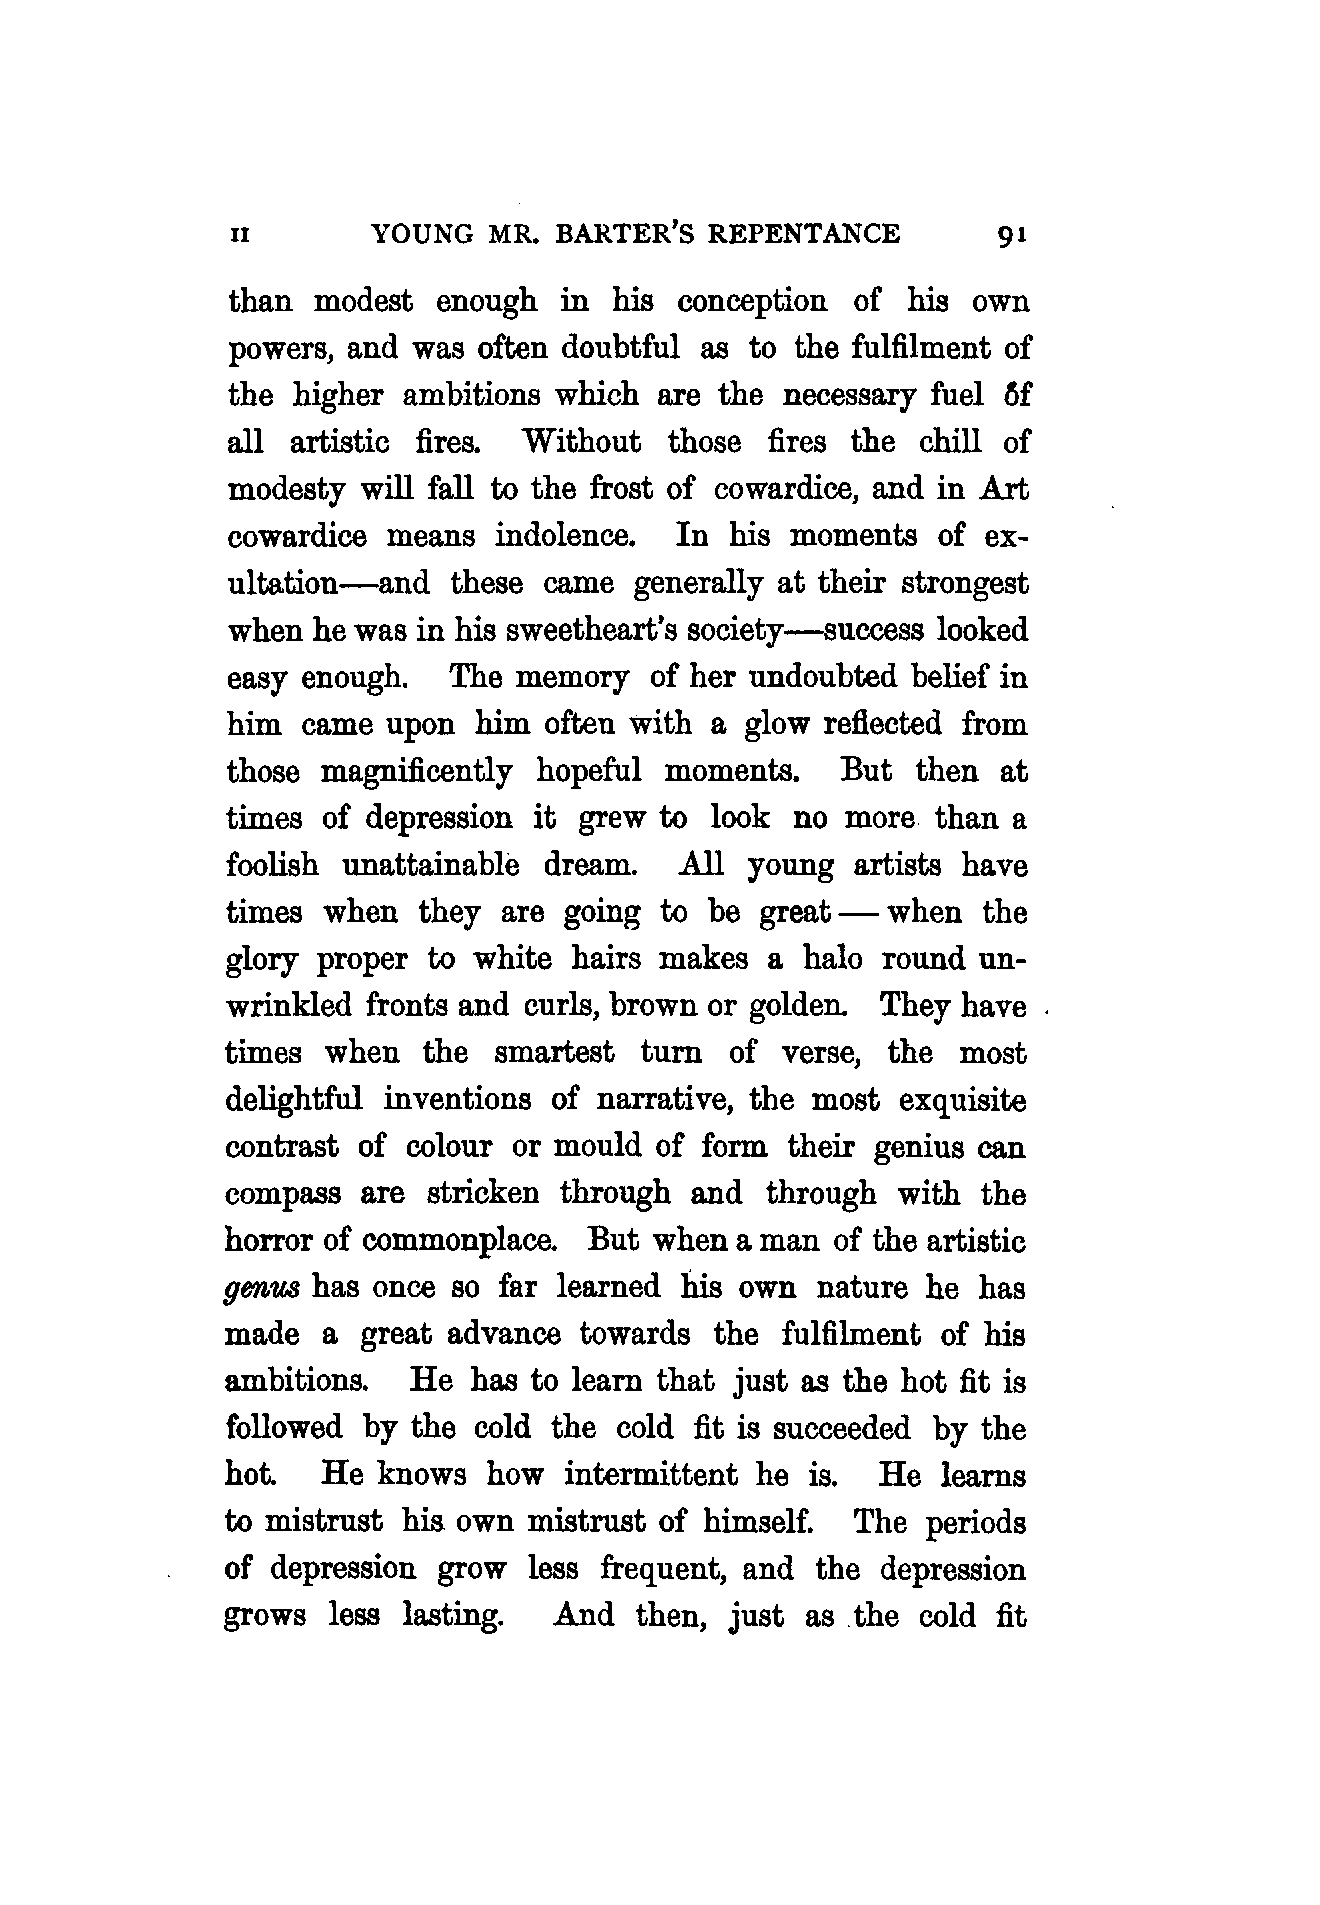 II YOUNG MR. BARTER'S REPENTANCE 91
than modest enough in his conception of his own
powers, and was often doubtful as to the fulfilment of
the higher ambitions which are the necessary fuel of
all artistic fires. Without those fires the chill of
modesty will fall to the frost of cowardice, and in Art
cowardice means indolence. In his moments of ex-
ultation—and these came generally at their strongest
when he was in his sweetheart's society—success looked
easy enough. The memory of her undoubted belief in
him came upon him often with a glow reflected from
those magnificently hopeful moments. But then at
times of depression it grew to look no more than a
foolish unattainable dream. All young artists have
times when they are going to be great — when the
glory proper to white hairs makes a halo round un-
wrinkled fronts and curls, brown or golden. They have
times when the smartest turn of verse, the most
delightful inventions of narrative, the most exquisite
contrast of colour or mould of form their genius can
compass are stricken through and through with the
horror of commonplace. But when a man of the artistic
genus has once so far learned his own nature he has
made a great advance towards the fulfilment of his
ambitions. He has to learn that just as the hot fit is
followed by the cold the cold fit is succeeded by the
hot. He knows how intermittent he is. He learns
to mistrust his own mistrust of himself. The periods
of depression grow less frequent, and the depression
grows less lasting. And then, just as the cold fit